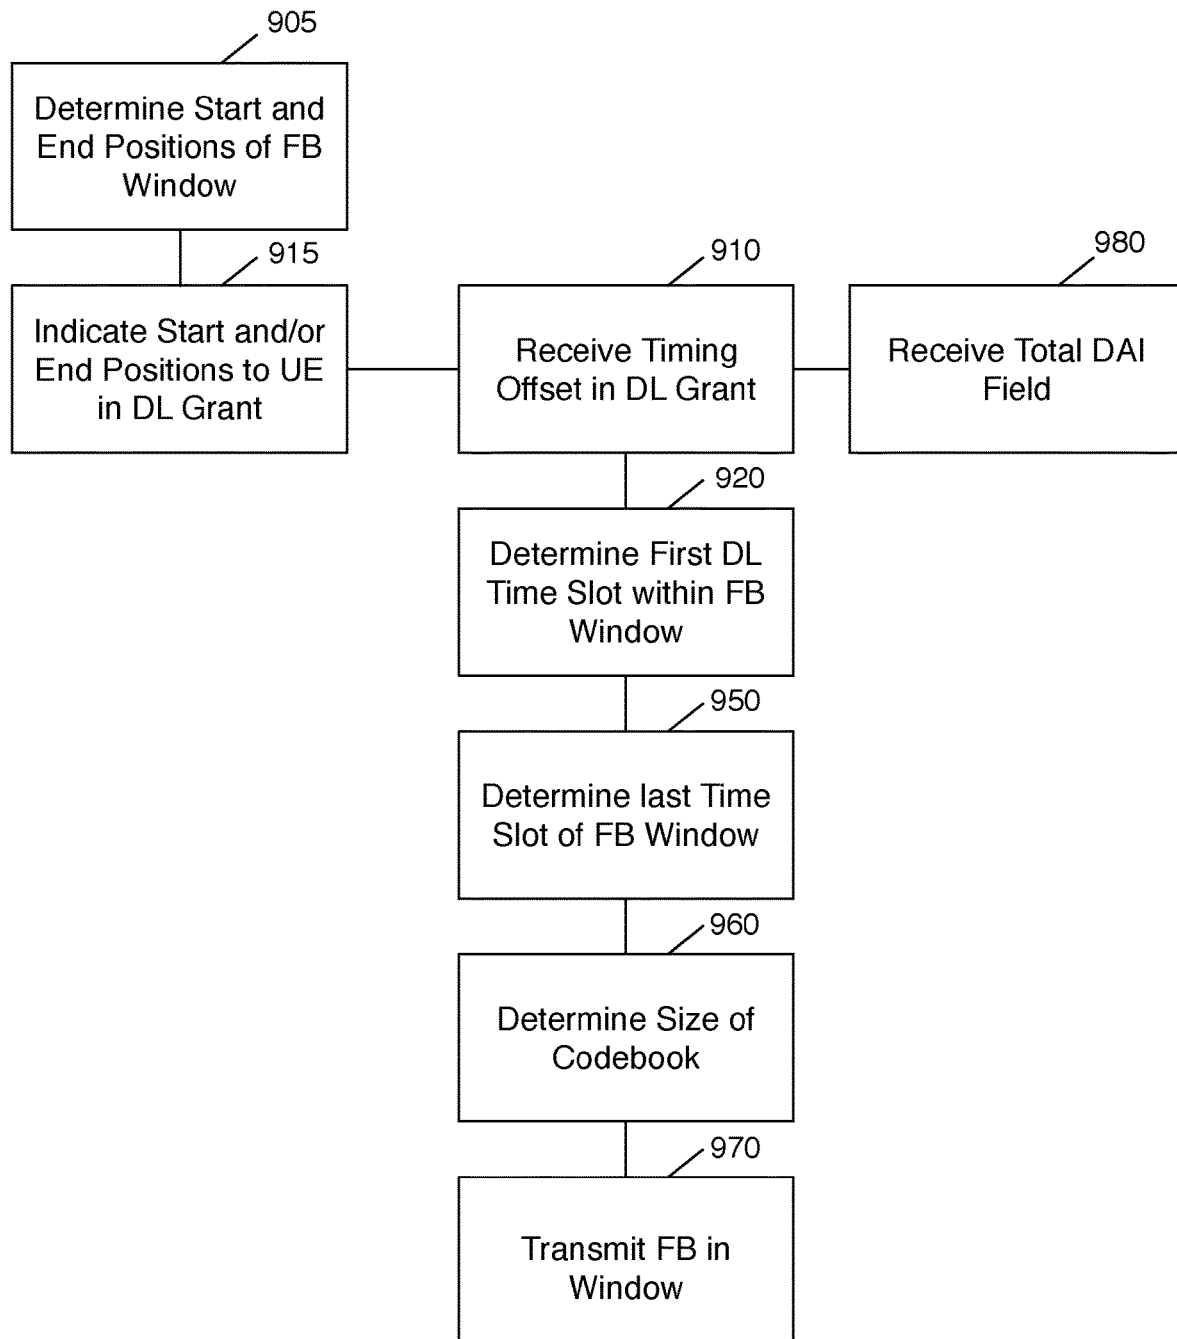 905
Determine Start and
End Positions of FB
Window
915
Indicate Start and/or
End Positions to UE
in DL Grant
910
Receive Timing
Offset in DL Grant
980
Receive Total DAI
Field
920
Determine First DL
Time Slot within FB
Window
950
Determine last Time
Slot of FB Window
960
Determine Size of
Codebook
970
Transmit FB in
Window